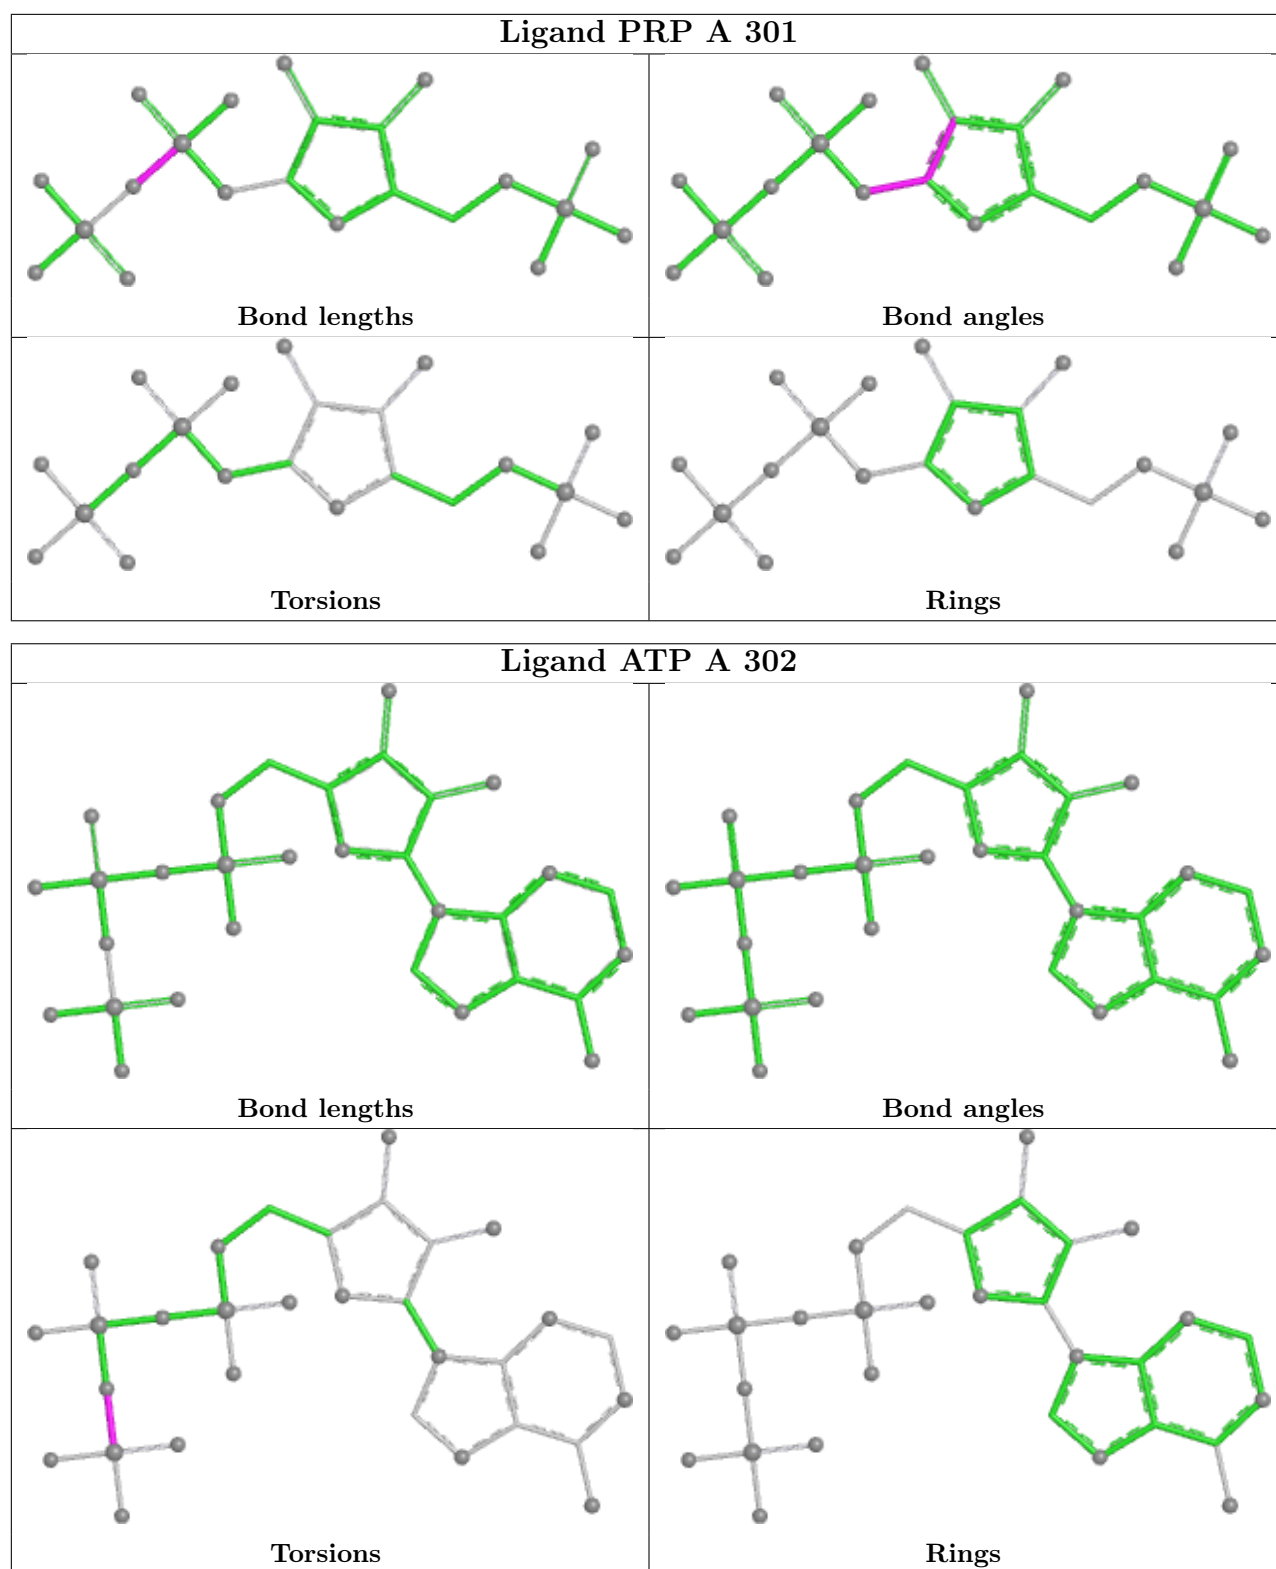 Ligand PRP A 301
Bond lengths
Bond angles
Torsions
Rings
Ligand ATP A 302
Bond lengths
Bond angles
Torsions
Rings